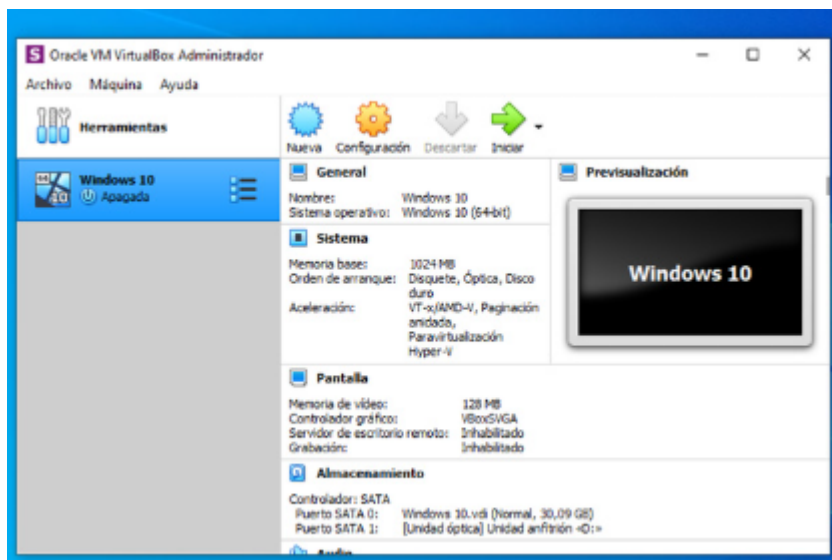 Oracle VM VirtualBox Administrador
Archivo Máquina Ayuda
Herramientas
Nueva Configuración Descartar Iniciar
Windows 10
Apagada
General
Nombre: Windows 10
Sistema operativo: Windows 10 (64-bit)
Sistema
Memoria base: 1024 MB
Orden de arranque: Disquete, Óptica, Disco
duro
Aceleración: VT-x/AMD-V, Paginación
anidada,
Paravirtualización
Hyper-V
Previsualización
Windows 10
Pantalla
Memoria de vídeo: 128 MB
Controlador gráfico: VBoxSVGA
Servidor de escritorio remoto: Inhabilitado
Grabación: Inhabilitado
Almacenamiento
Controlador: SATA
Puerto SATA 0: Windows 10.vdi (Normal, 30,09 GB)
Puerto SATA 1: [Unidad óptica] Unidad anfitrión «D:»
Audio